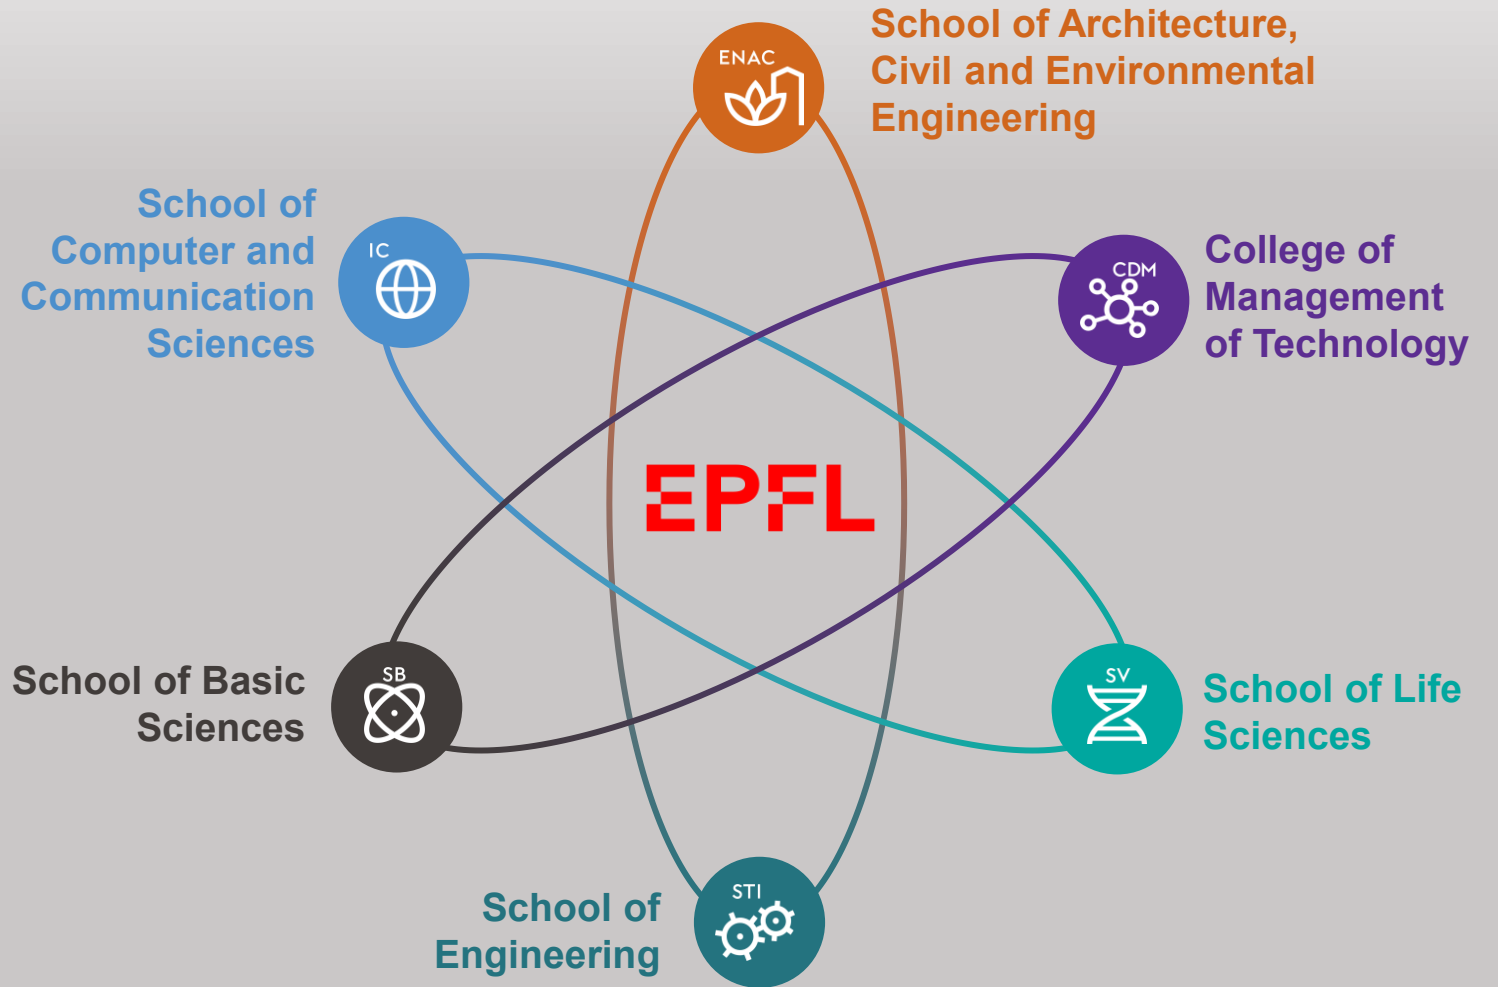 ENAC
School of Architecture,
Civil and Environmental
Engineering
School of
Computer and
Communication
Sciences
IC
CDM
College of
Management
of Technology
EPFL
School of Basic
Sciences
SB
SV
School of Life
Sciences
School of
Engineering
STI